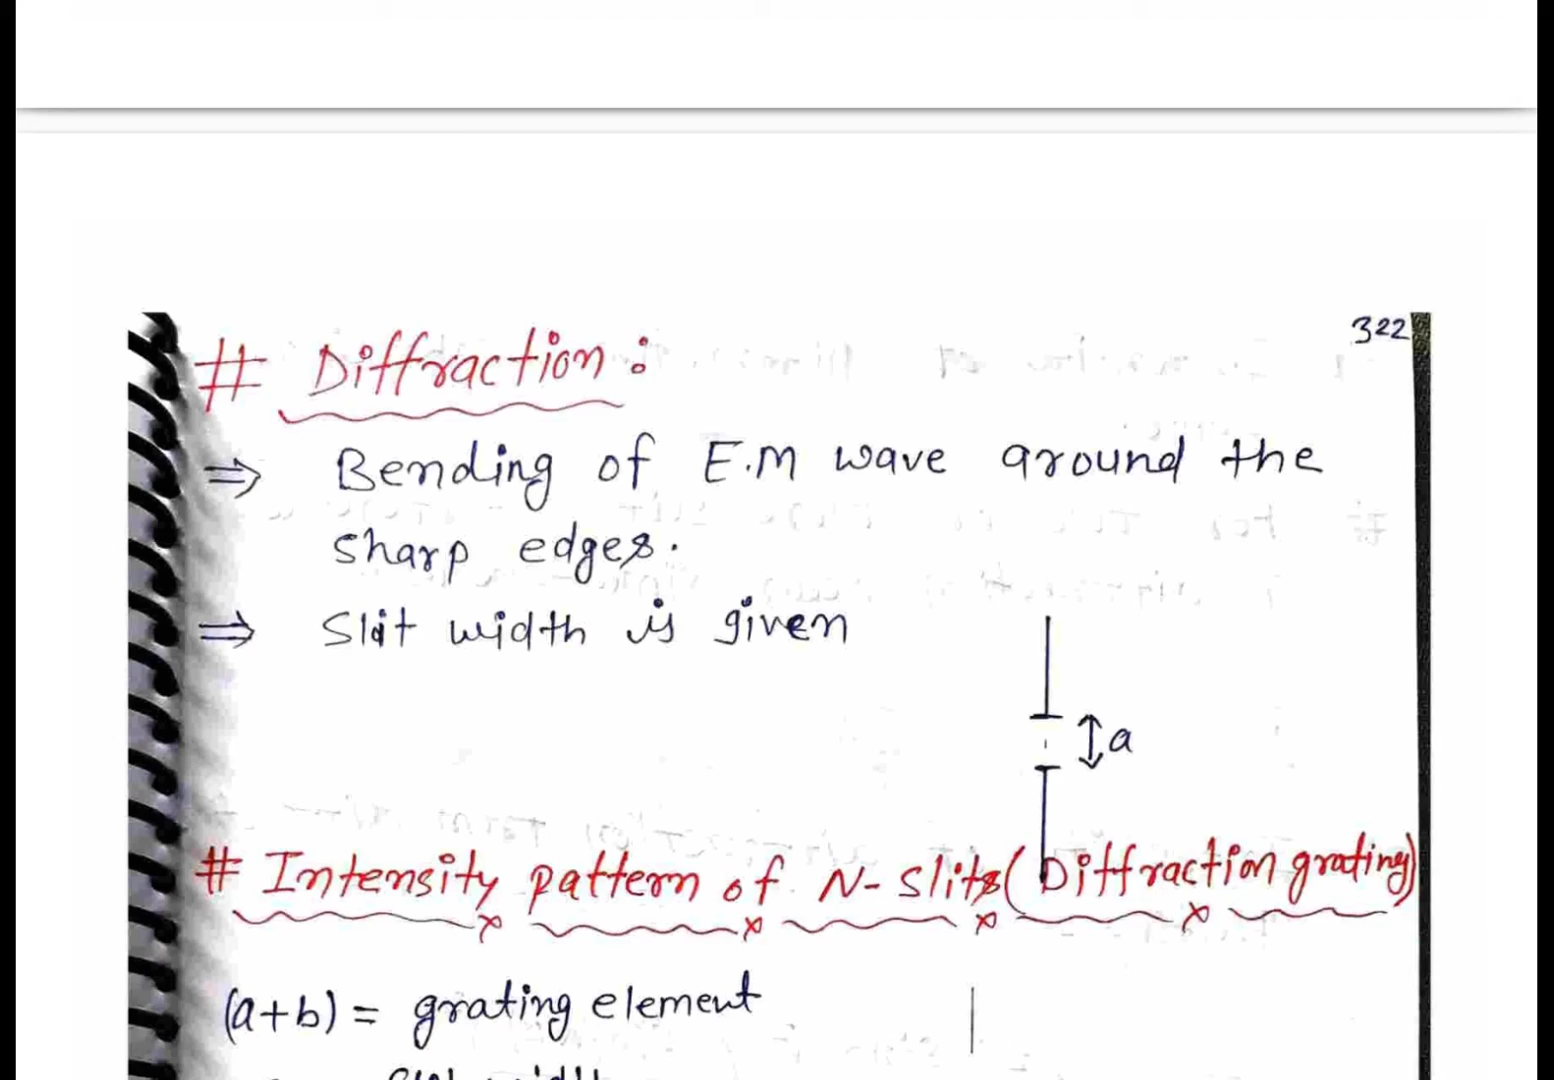 322
# Diffraction :
⇒ Bending of E.M wave around the
sharp edges.
⇒ Slit width is given
a
# Intensity pattern of N- slits (Diffraction grating)
(a+b) = grating element